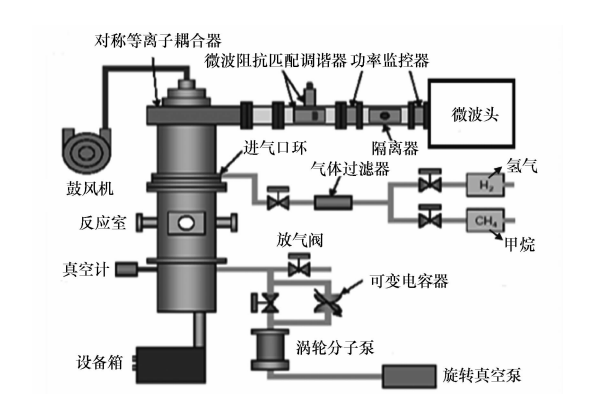 对称等离子耦合器
微波阻抗匹配调谐器
功率监控器
微波头
隔离器
进气口环
气体过滤器
氢气
H₂
鼓风机
反应室
CH₄
甲烷
放气阀
真空计
可变电容器
涡轮分子泵
设备箱
旋转真空泵